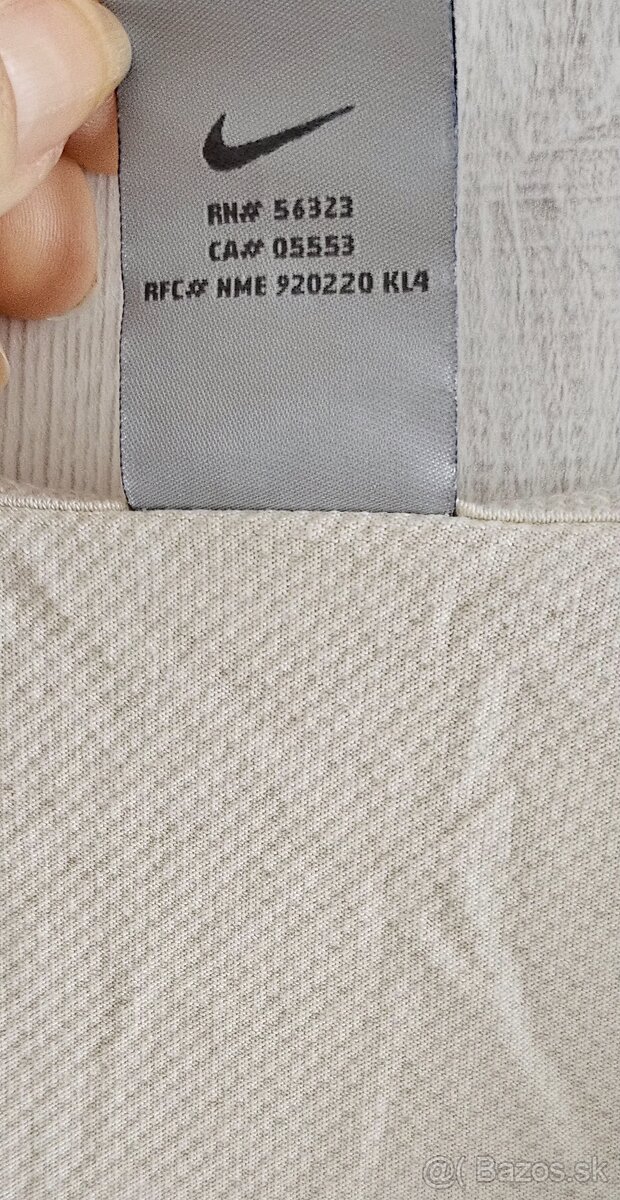 RN# 56323
CA# 05553
RFC# NME 920220 KL4
@( Bazos.sk